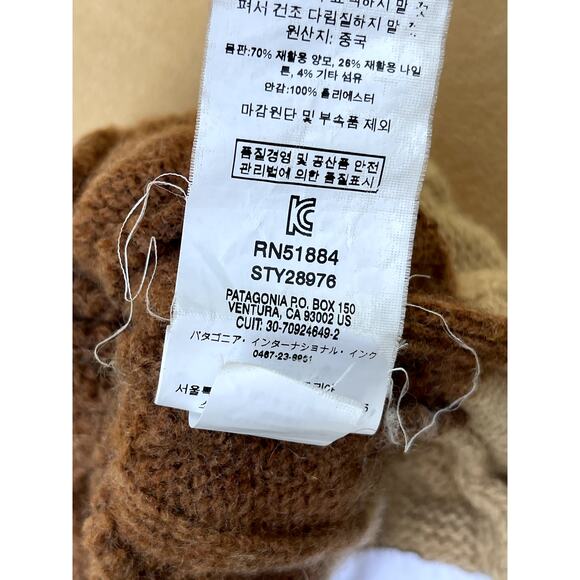 펴서 건조 다림질하지 말 것
원산지: 중국
몸판:70% 재활용 양모, 26% 재활용 나일
론, 4% 기타 섬유
안감:100% 폴리에스터
마감원단 및 부속품 제외
품질경영 및 공산품 안전
관리법에 의한 품질표시
KC
RN51884
STY28976
PATAGONIA P.O. BOX 150
VENTURA, CA 93002 US
CUIT: 30-70924649-2
パタゴニア・インターナショナル・インク
0467-23-8961